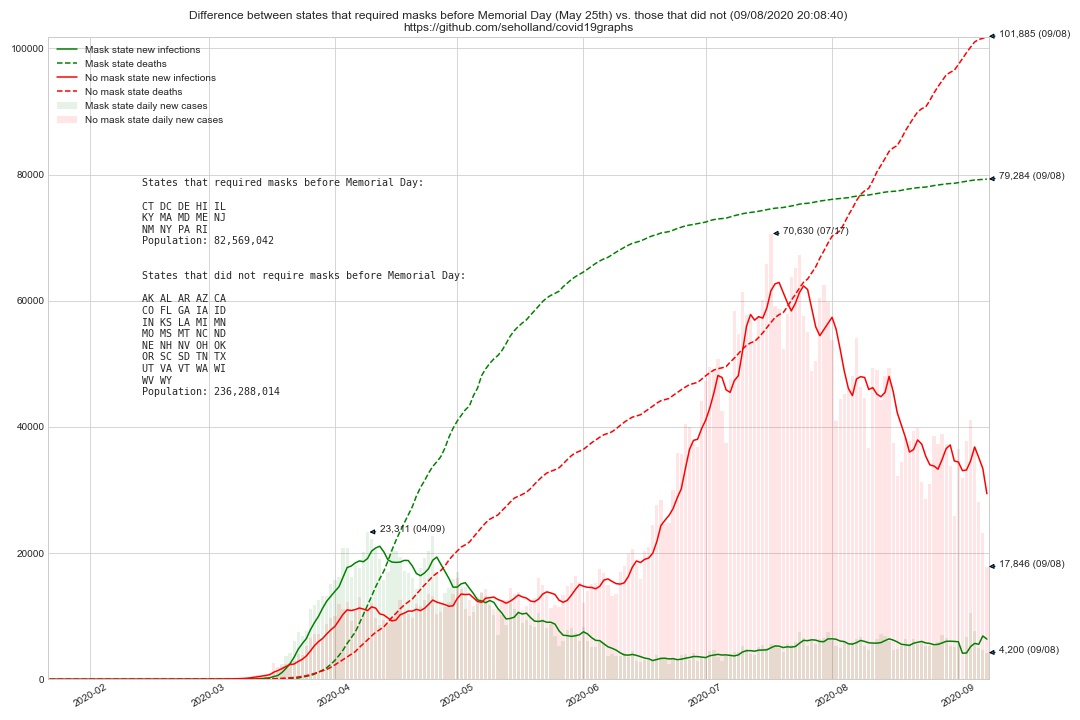 Difference between states that required masks before Memorial Day (May 25th) vs. those that did not (09/08/2020 20:08:40)
https://github.com/seholland/covid19graphs
101,885 (09/08)
100000
Mask state new infections
Mask state deaths
No mask state new infections
No mask state deaths
Mask state daily new cases
No mask state daily new cases
80000
79,284 (09/08)
States that required masks before Memorial Day:
CT DC DE HI IL
KY MA MD ME NJ
NM NY PA RI
Population: 82,569,042
70,630 (07/17)
States that did not require masks before Memorial Day:
AK AL AR AZ CA
CO FL GA IA ID
IN KS LA MI MN
MO MS MT NC ND
NE NH NV OH OK
OR SC SD TN TX
UT VA VT WA WI
WV WY
Population: 236,288,014
60000
40000
23,311 (04/09)
20000
17,846 (09/08)
4,200 (09/08)
0
2020-02
2020-03
2020-04
2020-05
2020-06
2020-07
2020-08
2020-09